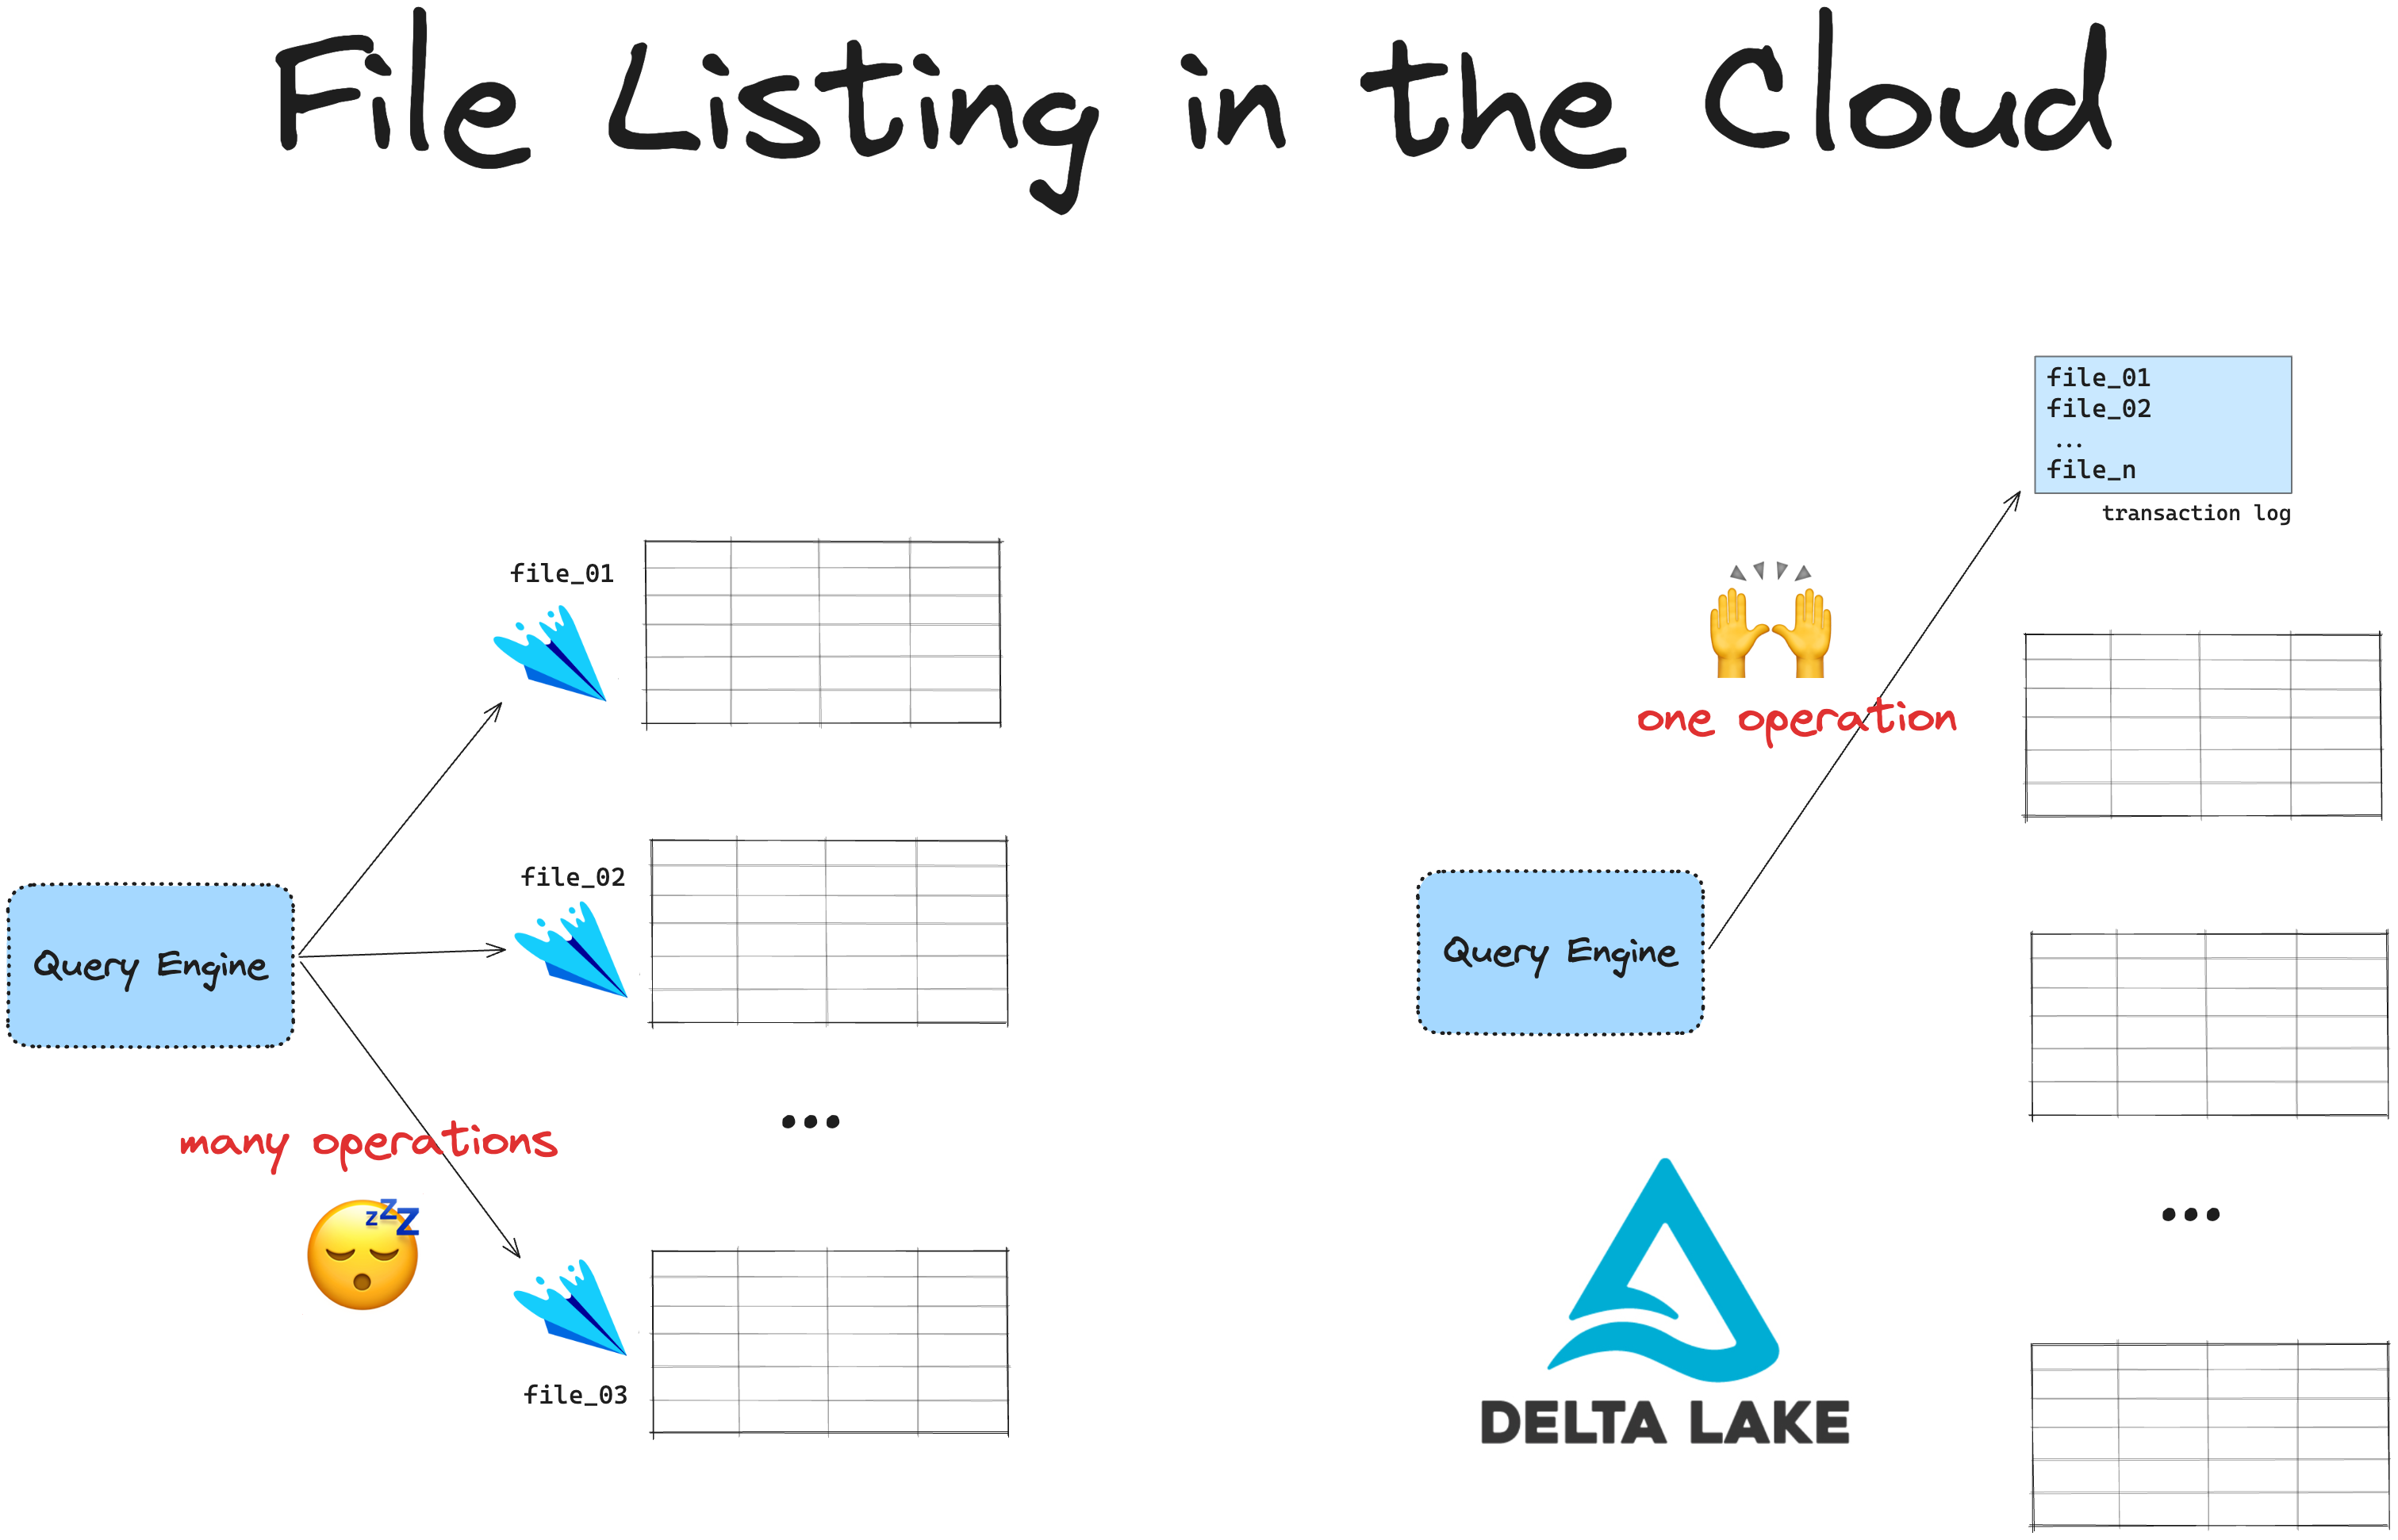 File Listing in the Cloud
file_01
file_02
Query Engine
many operations
...
zzz
file_03
file_01
file_02
...
file_n
transaction log
one operation
Query Engine
...
DELTA LAKE